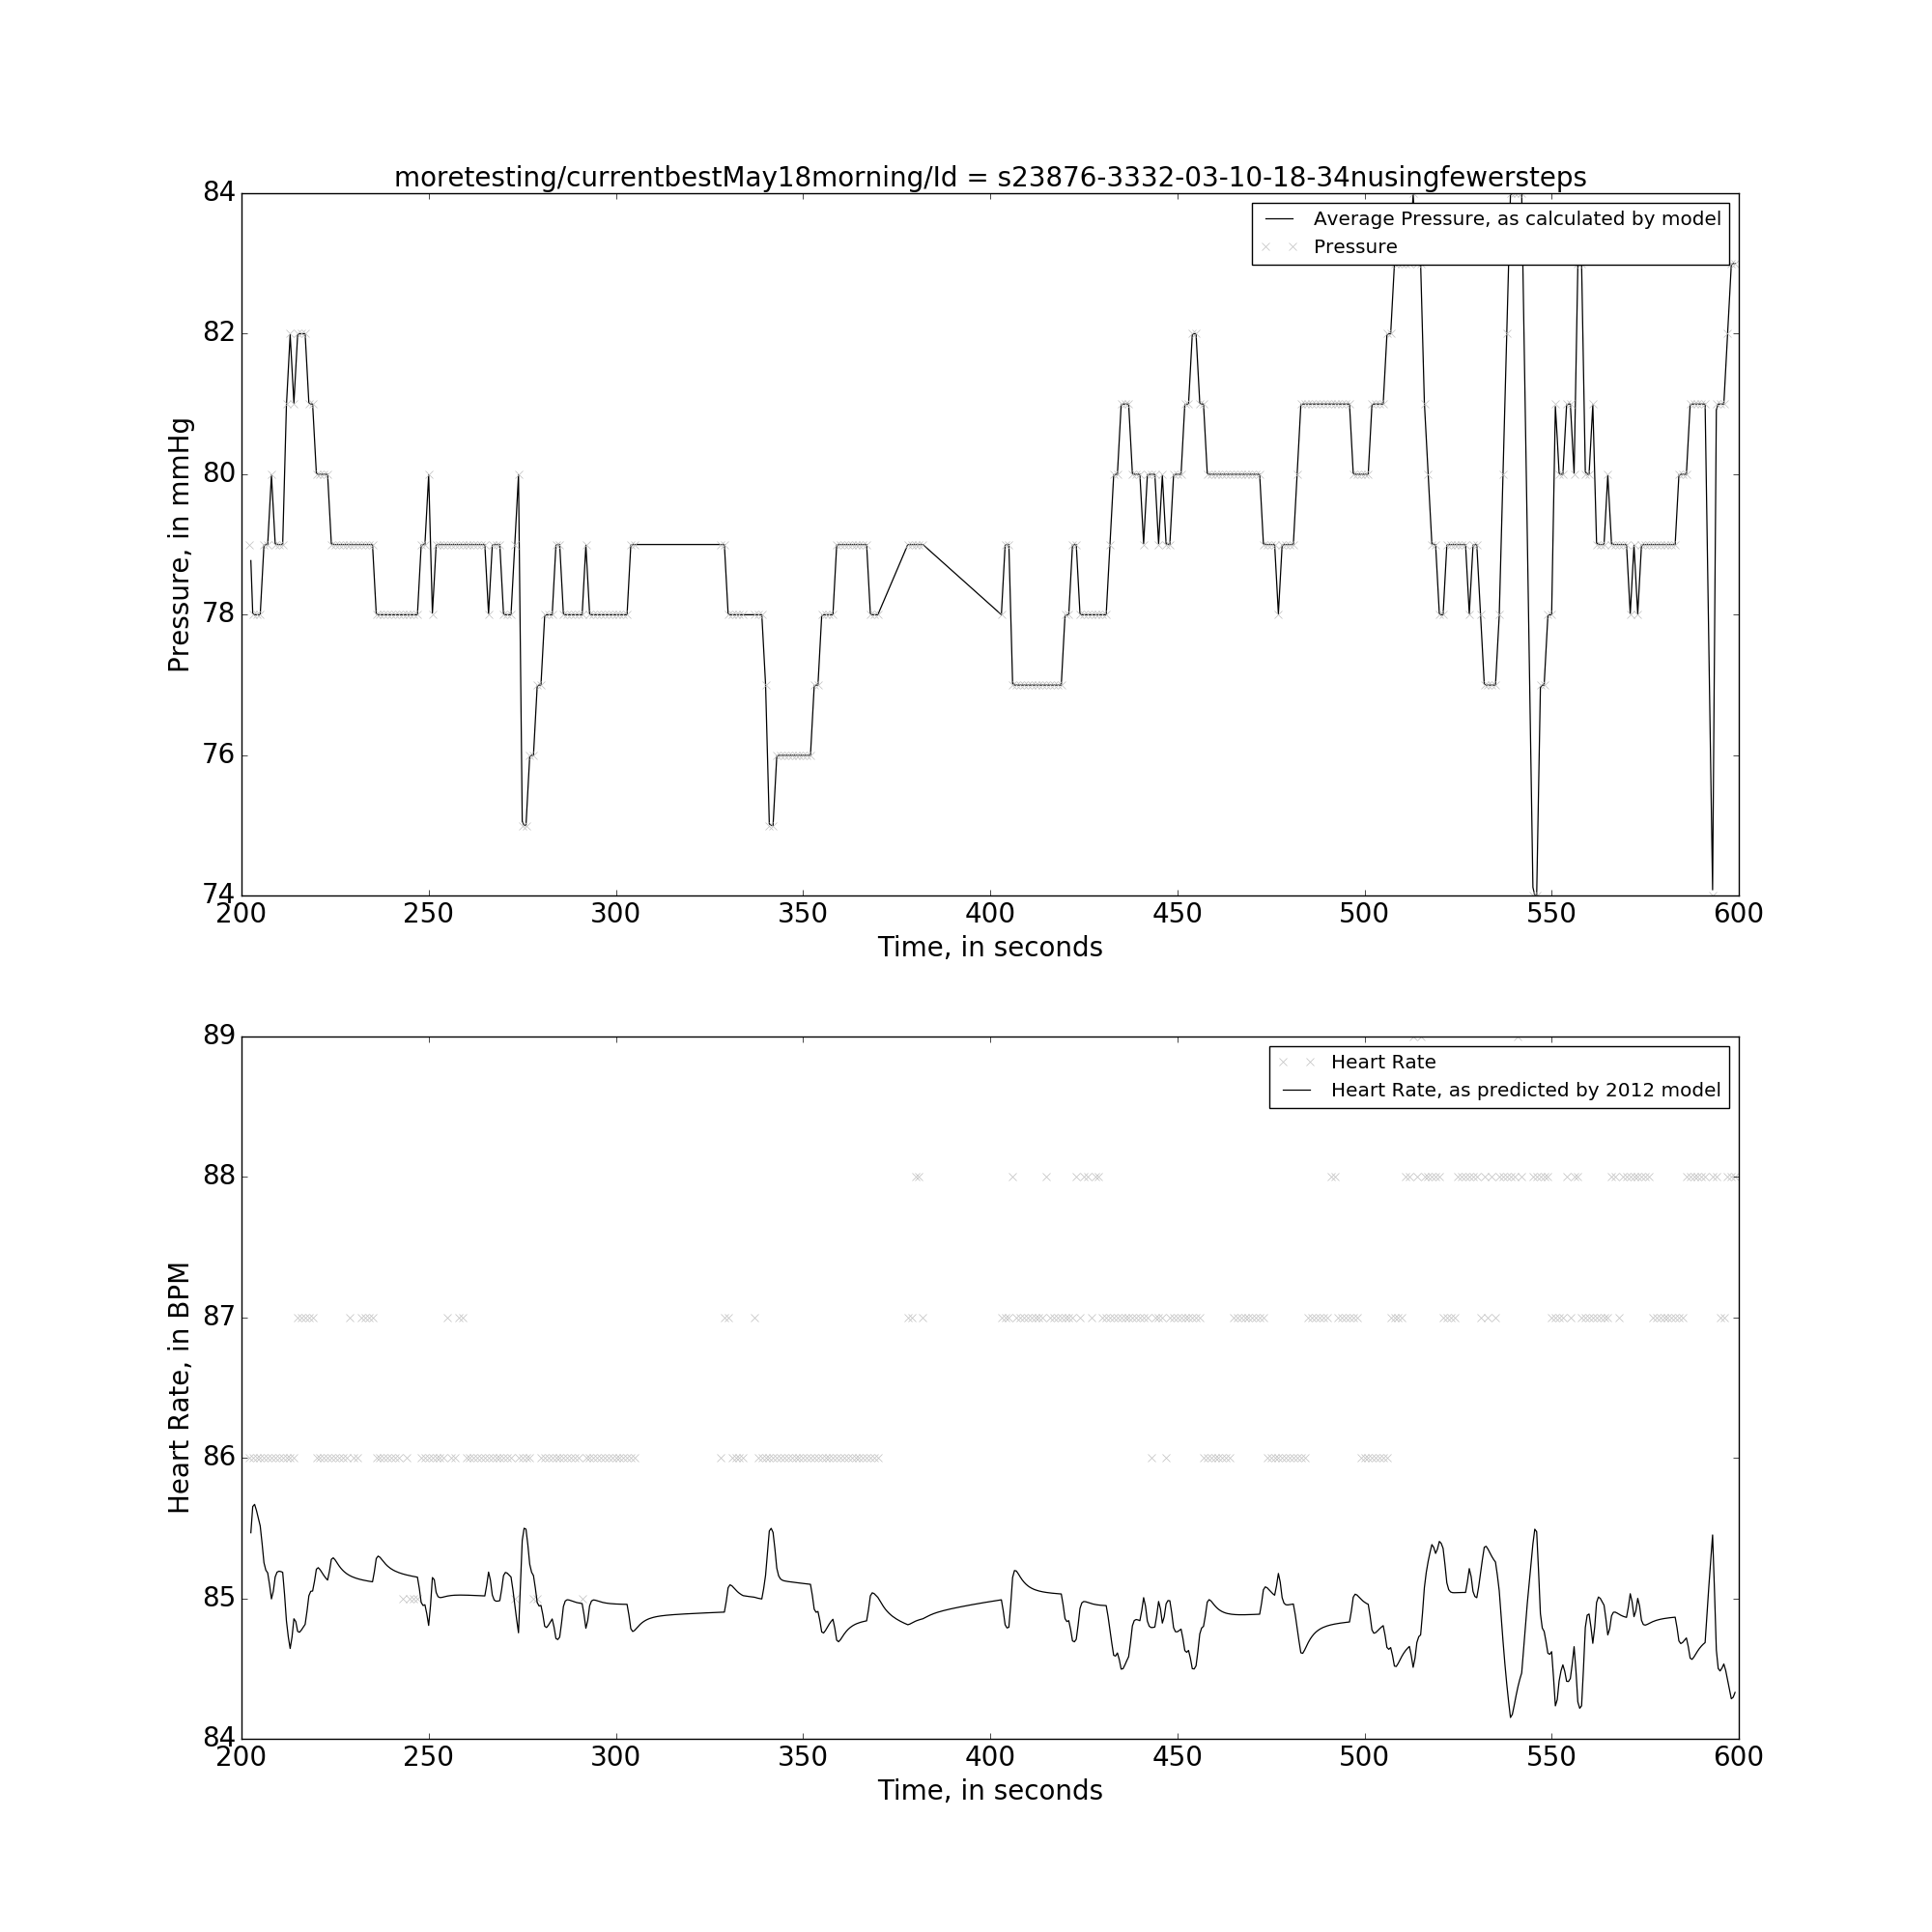 moretesting/currentbestMay18morning/Id = s23876-3332-03-10-18-34nusingfewersteps
84
82
80
78
76
74
Pressure, in mmHg
Average Pressure, as calculated by model
Pressure
200 250 300 350 400 450 500 550 600
Time, in seconds
89
88
87
86
85
84
Heart Rate, in BPM
Heart Rate
Heart Rate, as predicted by 2012 model
200 250 300 350 400 450 500 550 600
Time, in seconds